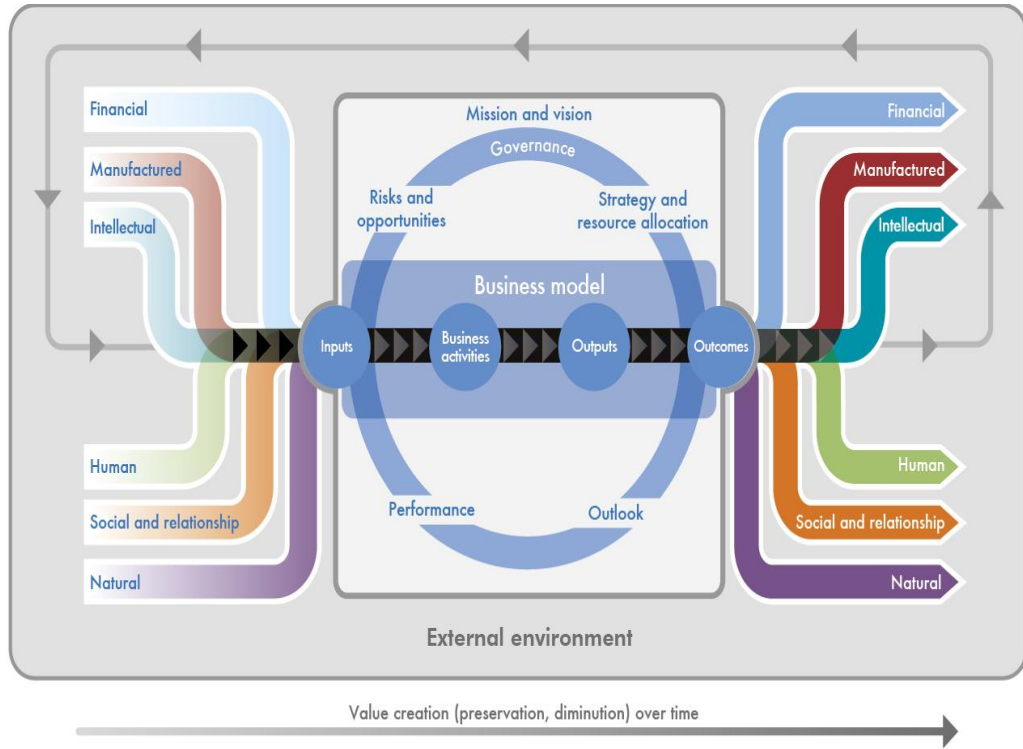 Financial
Manufactured
Intellectual
Human
Social and relationship
Natural
Mission and vision
Governance
Risks and
opportunities
Strategy and
resource allocation
Business model
Inputs
Business
activities
Outputs
Outcomes
Performance
Outlook
Financial
Manufactured
Intellectual
Human
Social and relationship
Natural
External environment
Value creation (preservation, diminution) over time